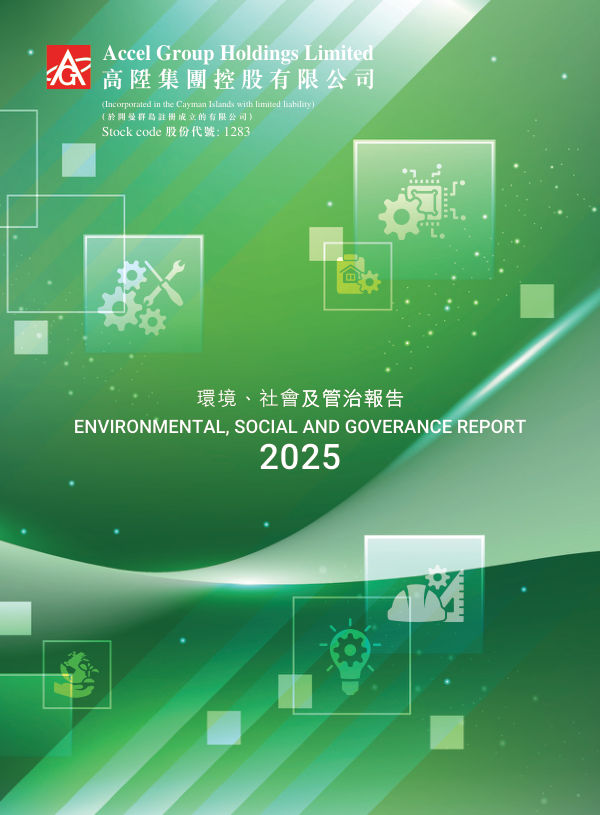 Accel Group Holdings Limited
高陞集團控股有限公司
(Incorporated in the Cayman Islands with limited liability)
(於開曼群島註冊成立的有限公司)
Stock code 股份代號: 1283
環境、社會及管治報告
ENVIRONMENTAL, SOCIAL AND GOVERANCE REPORT
2025